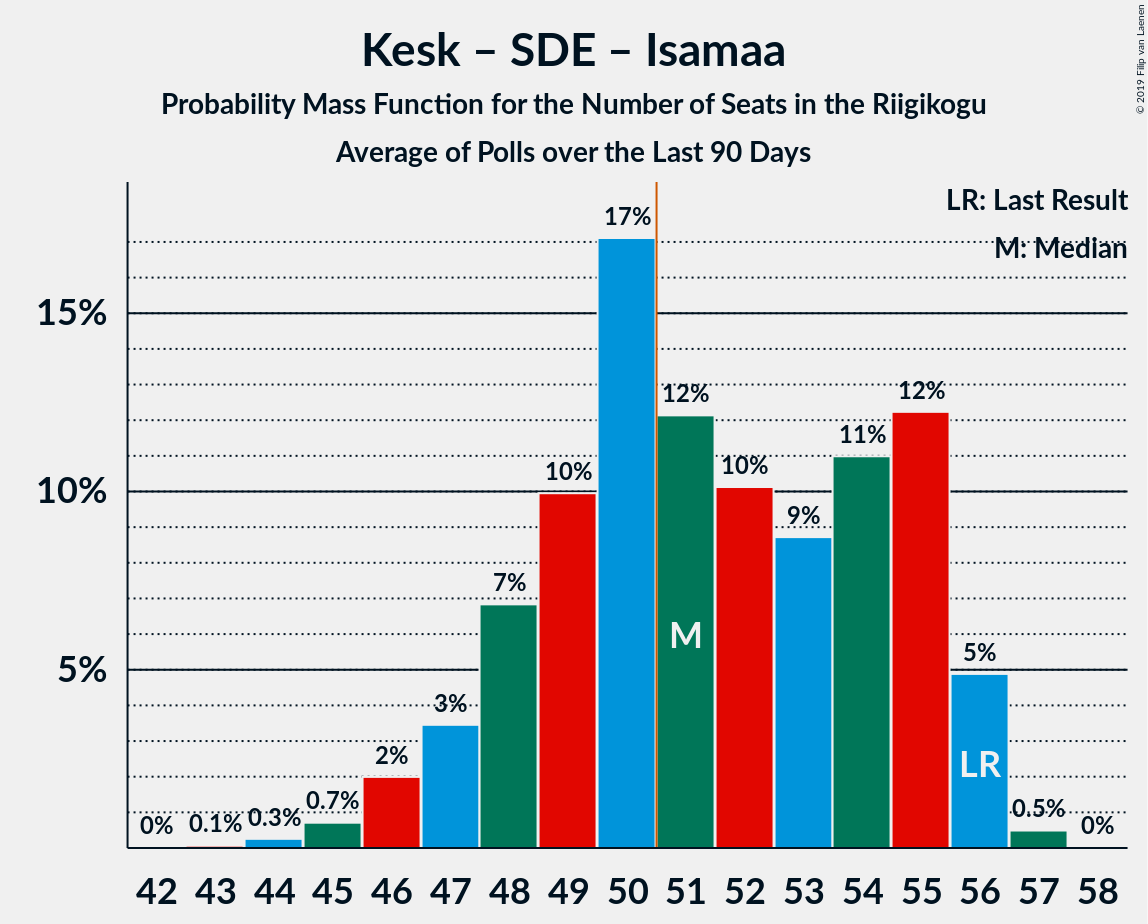 Kesk – SDE – Isamaa
Probability Mass Function for the Number of Seats in the Riigikogu
Average of Polls over the Last 90 Days
© 2019 Filip van Laenen
LR: Last Result
M: Median
15%
10%
5%
0%
0.1%
0.3%
0.7%
2%
3%
7%
10%
17%
12%
10%
9%
11%
12%
5%
0.5%
0%
M
LR
42 43 44 45 46 47 48 49 50 51 52 53 54 55 56 57 58